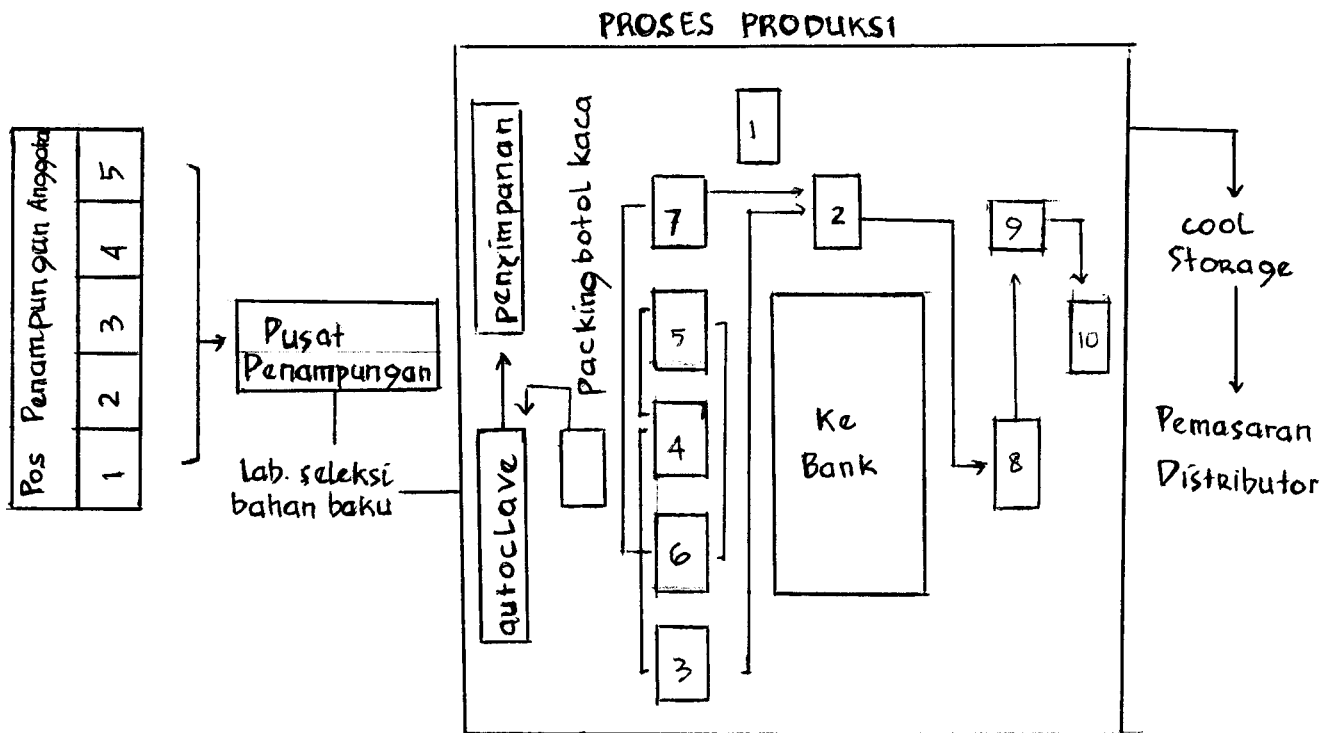 PROSES PRODUKSI
Pos Penampungan Anggota
1
2
3
4
5
Pusat
Penampungan
Lab. seleksi
bahan baku
penyimpanan
autoclave
Packing botol kaca
1
7
2
5
4
6
3
Ke
Bank
9
10
8
cool
Storage
Pemasaran
Distributor